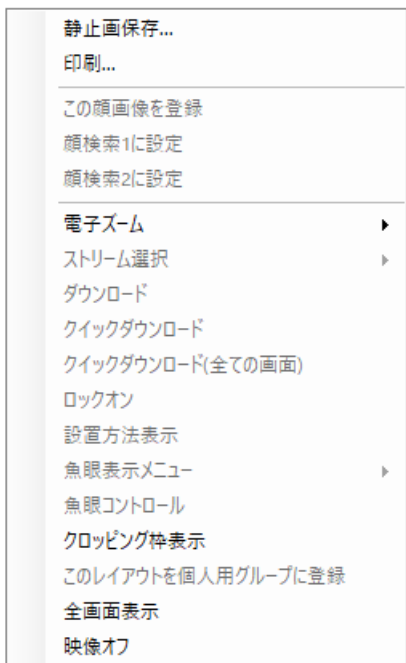 静止画保存...
印刷...
この顔画像を登録
顔検索1に設定
顔検索2に設定
電子ズーム
ストリーム選択
ダウンロード
クイックダウンロード
クイックダウンロード(全ての画面)
ロックオン
設置方法表示
魚眼表示メニュー
魚眼コントロール
クロッピング枠表示
このレイアウトを個人用グループに登録
全画面表示
映像オフ